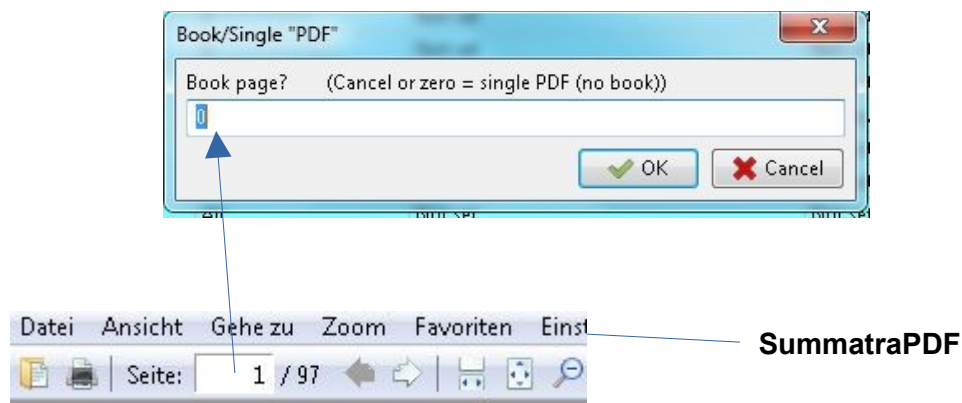 Book/Single "PDF"
Book page? (Cancel or zero = single PDF (no book))
0
OK Cancel
Datei Ansicht Gehe zu Zoom Favoriten Einst
SummatraPDF
Seite: 1 / 97